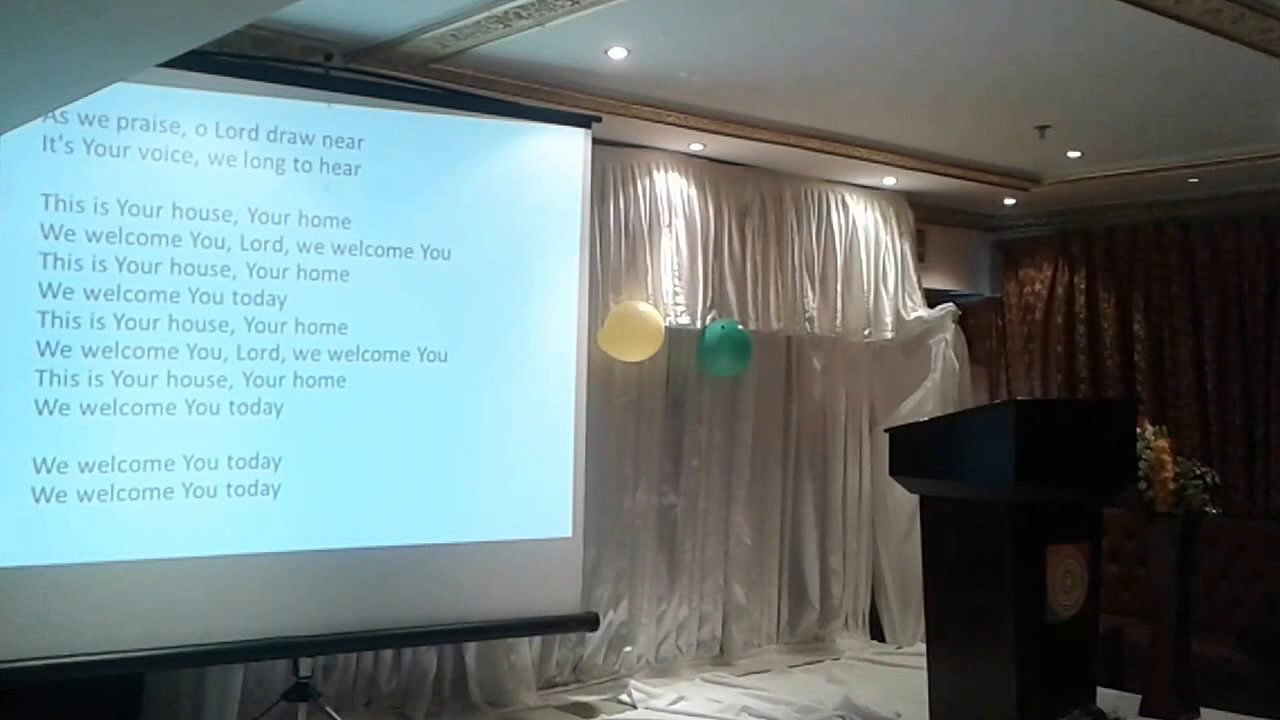 As we praise, o Lord draw near
It's Your voice, we long to hear
This is Your house, Your home
We welcome You, Lord, we welcome You
This is Your house, Your home
We welcome You today
This is Your house, Your home
We welcome You, Lord, we welcome You
This is Your house, Your home
We welcome You today
We welcome You today
We welcome You today